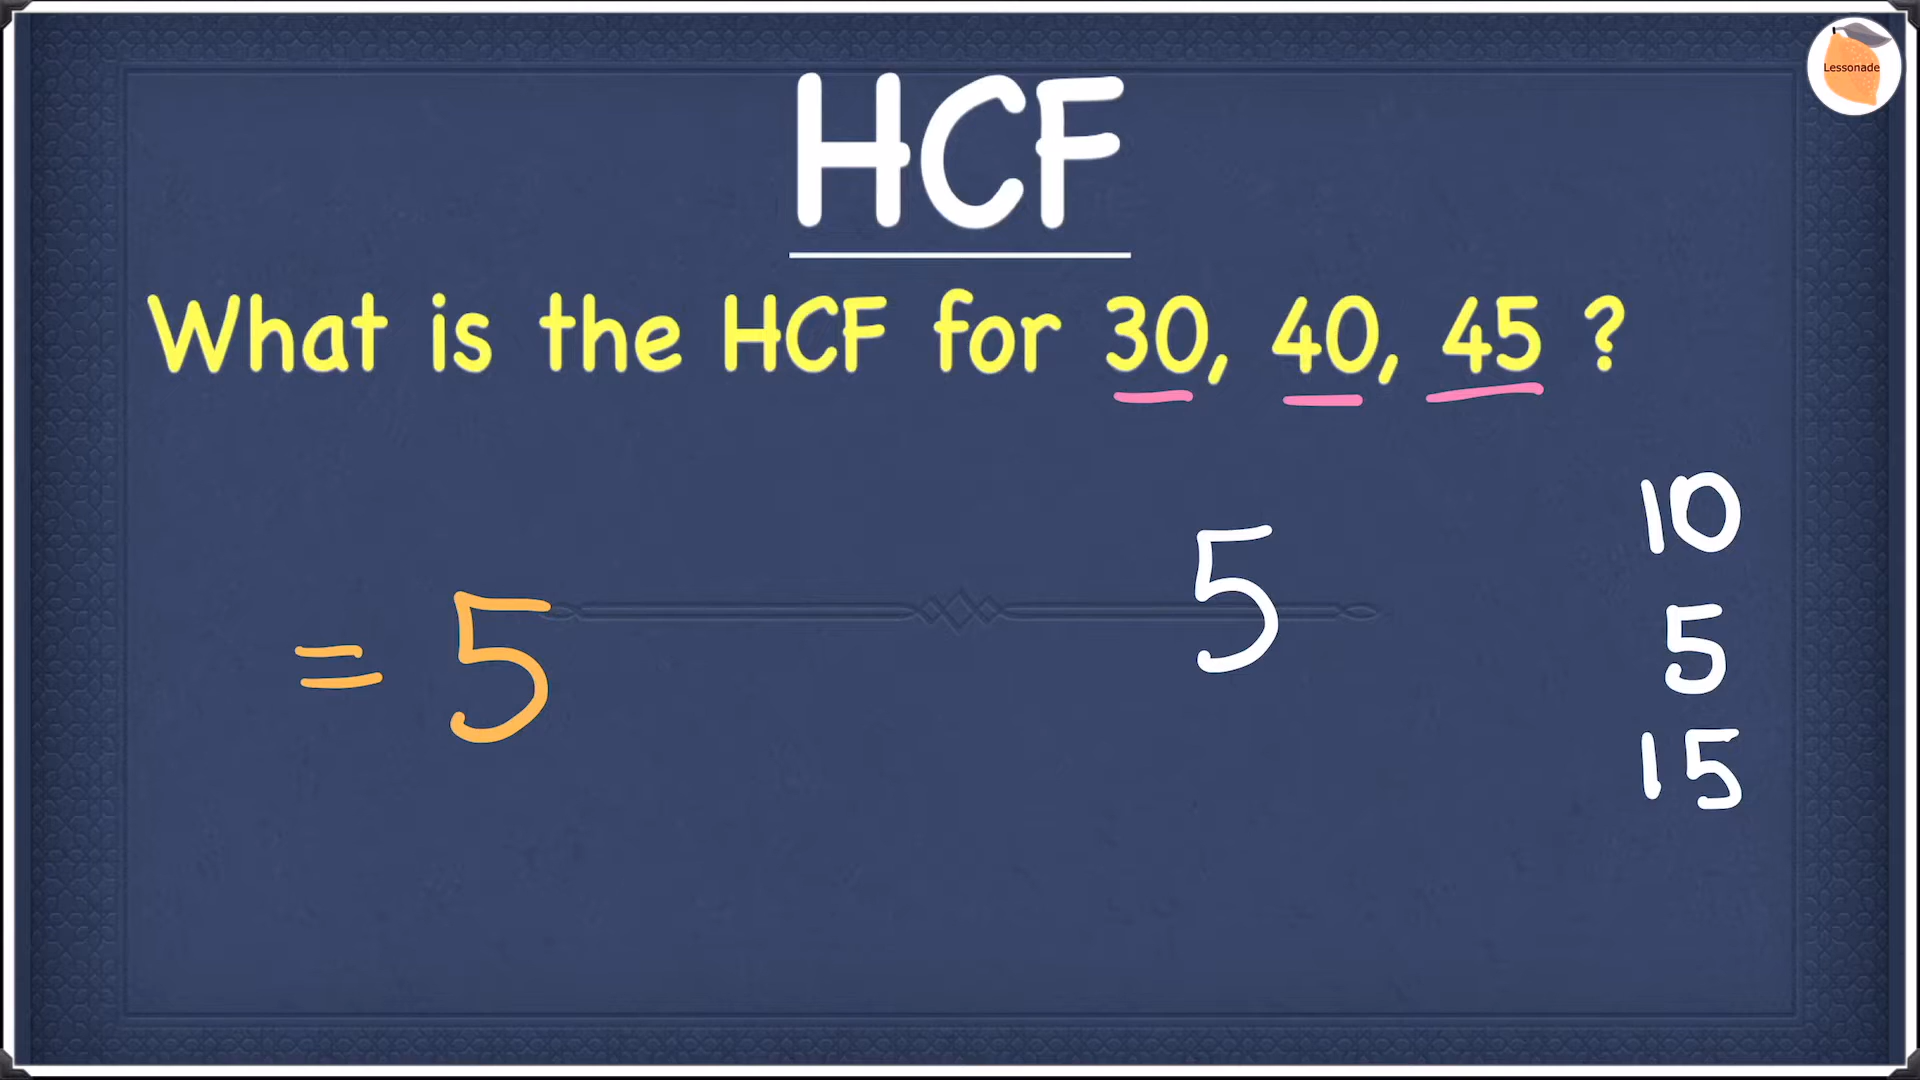 Lessonade
HCF
What is the HCF for 30, 40, 45 ?
= 5
5
10
5
15